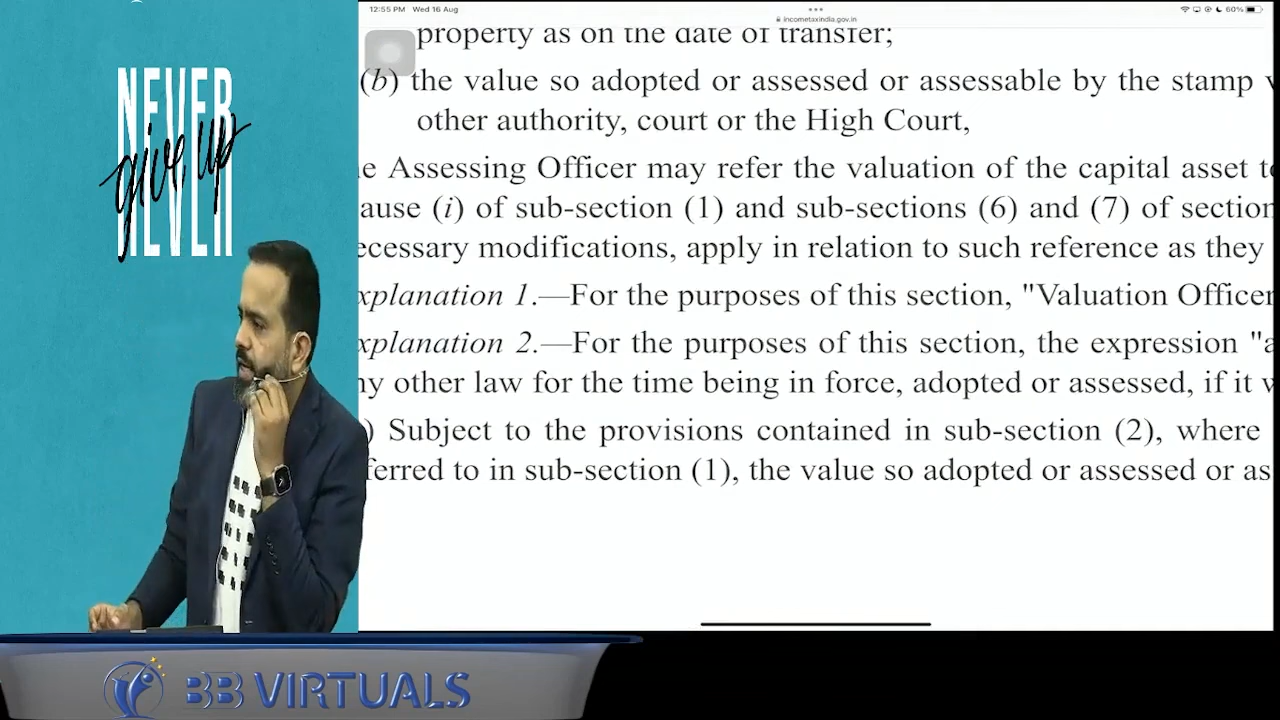 12:55 PM Wed 16 Aug
incometaxindia.gov.in
60%
NEVER
give up
NEVER
property as on the date of transfer;
(b) the value so adopted or assessed or assessable by the stamp
other authority, court or the High Court,
e Assessing Officer may refer the valuation of the capital asset
ause (i) of sub-section (1) and sub-sections (6) and (7) of section
ecessary modifications, apply in relation to such reference as they
xplanation 1.—For the purposes of this section, "Valuation Officer
xplanation 2.—For the purposes of this section, the expression "a
ny other law for the time being in force, adopted or assessed, if it
) Subject to the provisions contained in sub-section (2), where
ferred to in sub-section (1), the value so adopted or assessed or as
BB VIRTUALS